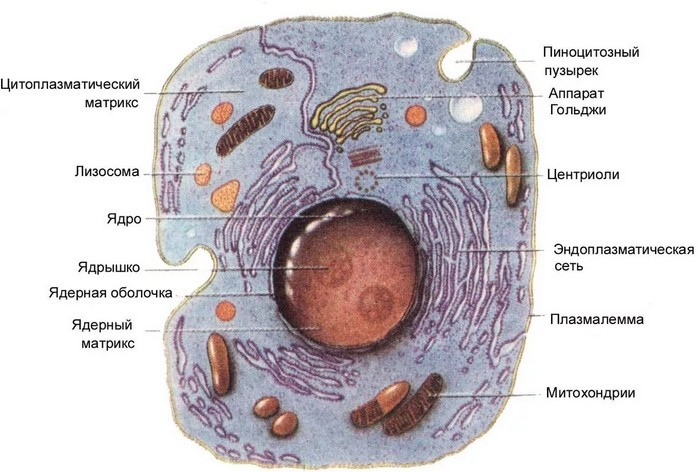 Цитоплазматический
матрикс
Лизосома
Ядро
Ядрышко
Ядерная оболочка
Ядерный
матрикс
Пиноцитозный
пузырек
Аппарат
Гольджи
Центриоли
Эндоплазматическая
сеть
Плазмалемма
Митохондрии